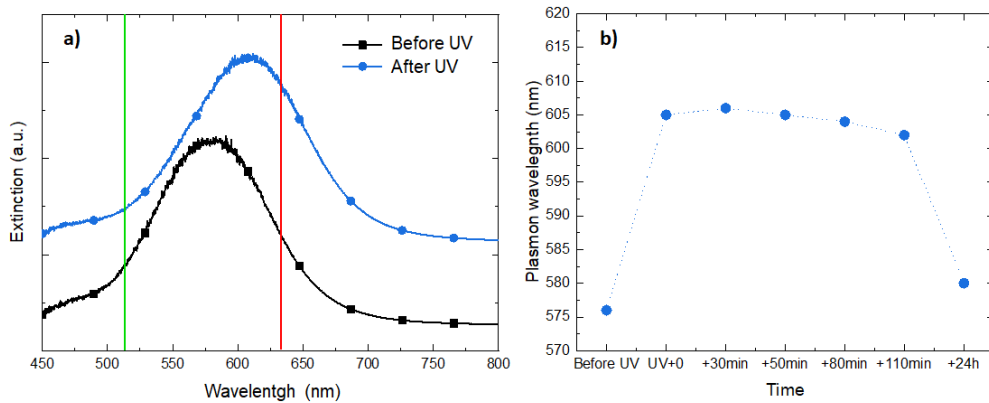 a)
Before UV
After UV
Extinction (a.u.)
450 500 550 600 650 700 750 800
Wavelentgh (nm)
b)
620
615
610
605
600
595
590
585
580
575
570
Plasmon wavelegnth (nm)
Before UV UV+0 +30min +50min +80min +110min +24h
Time